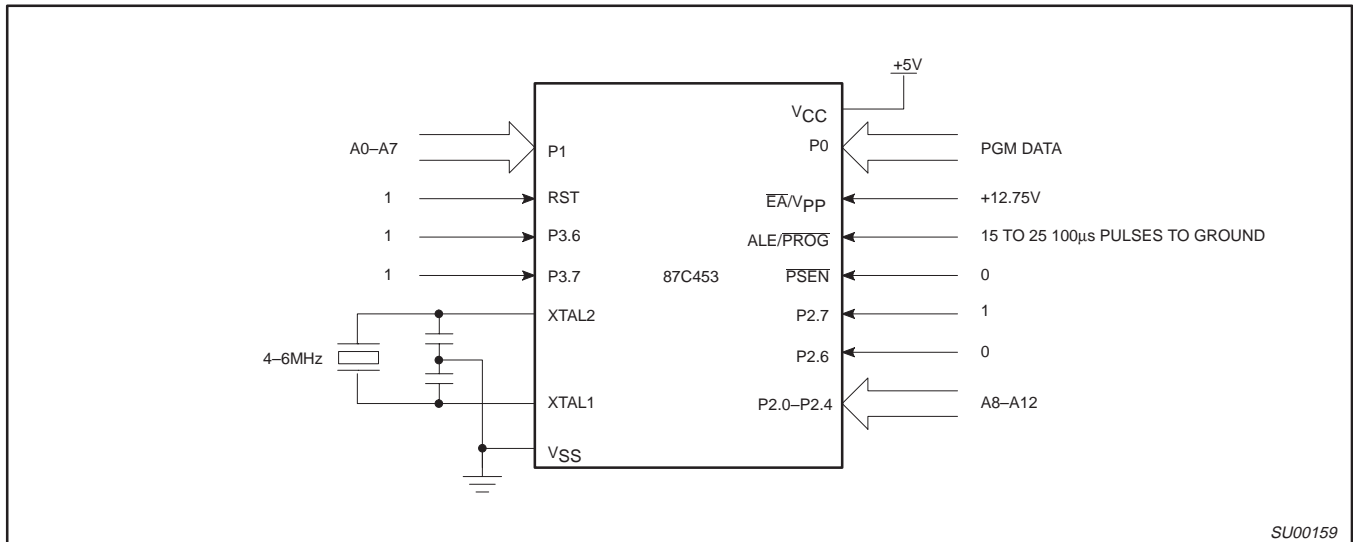 +5V
VCC
A0–A7
P1
P0
PGM DATA
1
RST
EA/VPP
+12.75V
1
P3.6
ALE/PROG
15 TO 25 100µs PULSES TO GROUND
1
P3.7
87C453
PSEN
0
XTAL2
P2.7
1
4–6MHz
P2.6
0
XTAL1
P2.0–P2.4
A8–A12
VSS
SU00159